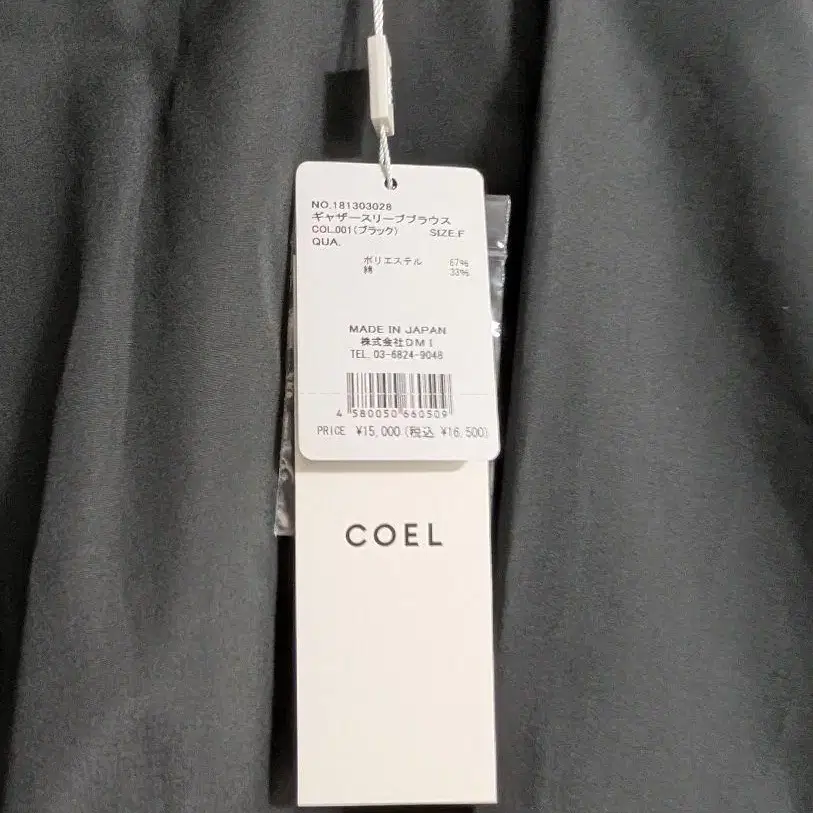 NO.181303028
ギャザースリーブブラウス
COL.001(ブラック) SIZE.F
QUA.
ポリエステル 67%
綿 33%
MADE IN JAPAN
株式会社DMI
TEL. 03-6824-9048
4 580050 660509
PRICE ¥15,000(税込 ¥16,500)
COEL